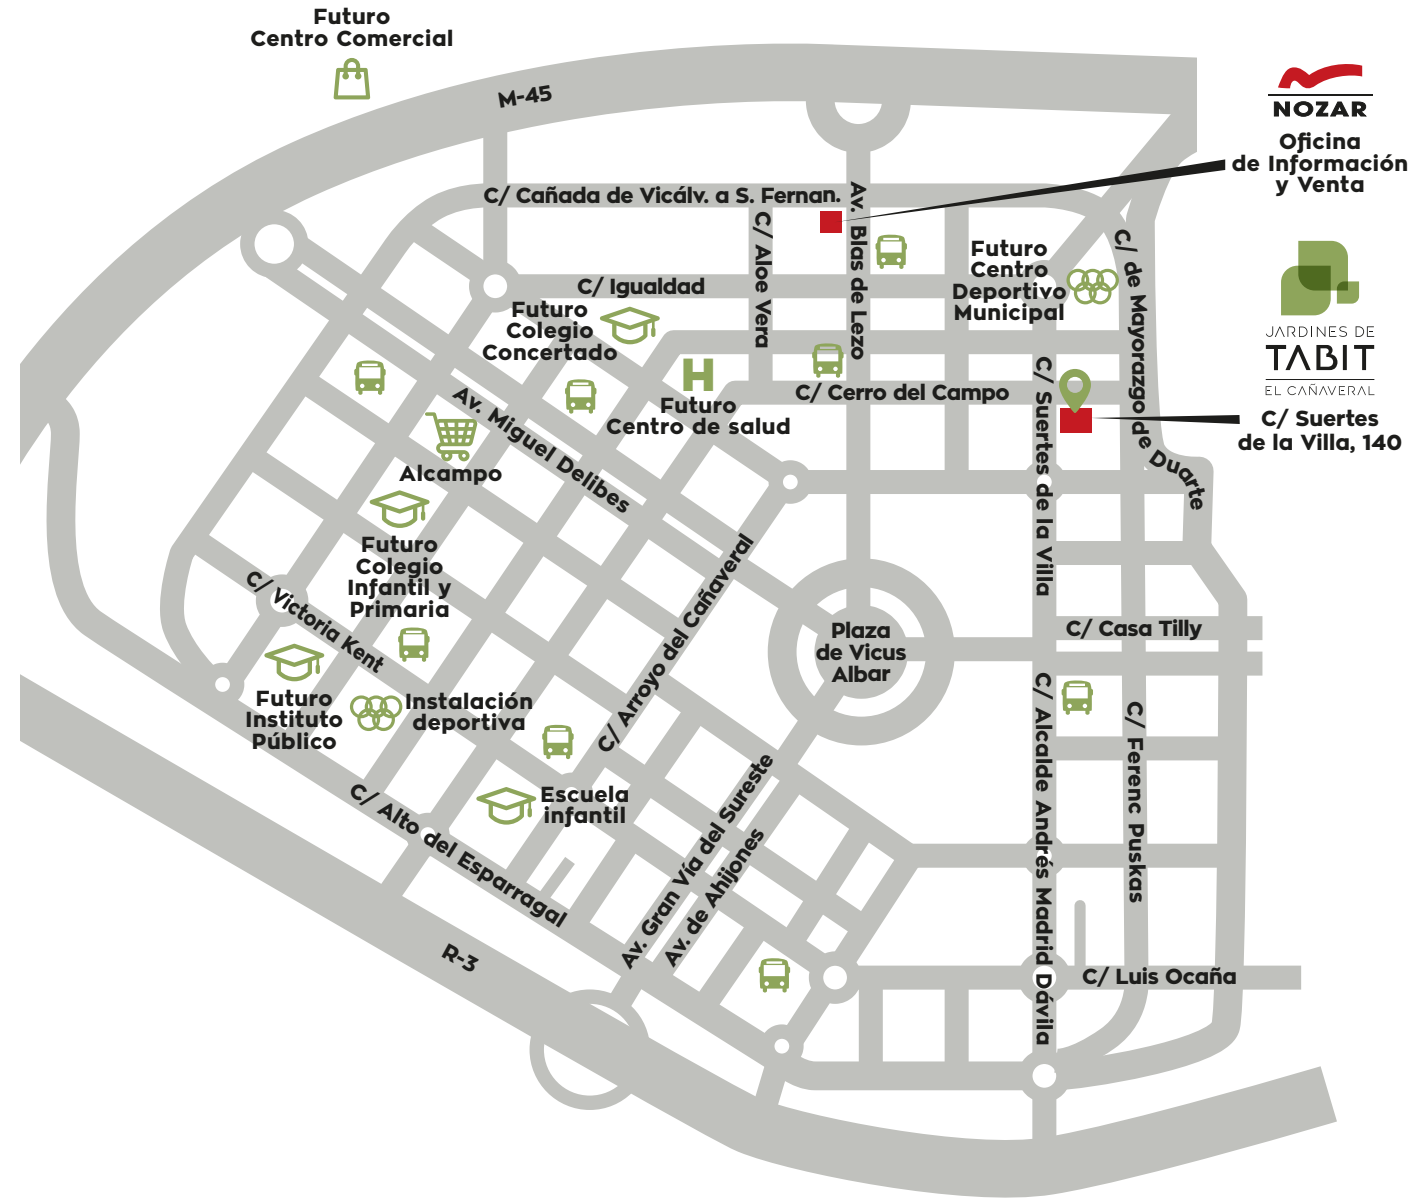 Futuro
Centro Comercial
M-45
NOZAR
Oficina
de Información
y Venta
C/ Cañada de Vicálv. a S. Fernan.
Av. Blas de Lezo
C/ Aloe Vera
C/ de Mayorazgo de Duarte
Futuro
Centro
Deportivo
Municipal
C/ Igualdad
Futuro
Colegio
Concertado
JARDINES DE
TABIT
EL CAÑAVERAL
C/ Suertes
de la Villa, 140
C/ Cerro del Campo
C/ Suertes de la Villa
Futuro
Centro de salud
Av. Miguel Delibes
Alcampo
Futuro
Colegio
Infantil y
Primaria
C/ Victoria Kent
C/ Arroyo del Cañaveral
Plaza
de Vicus
Albar
C/ Casa Tilly
Futuro
Instituto
Público
Instalación
deportiva
C/ Alcalde Andrés Madrid Dávila
C/ Ferenc Puskas
Escuela
infantil
C/ Alto del Esparragal
Av. Gran Vía del Sureste
Av. de Ahijones
R-3
C/ Luis Ocaña